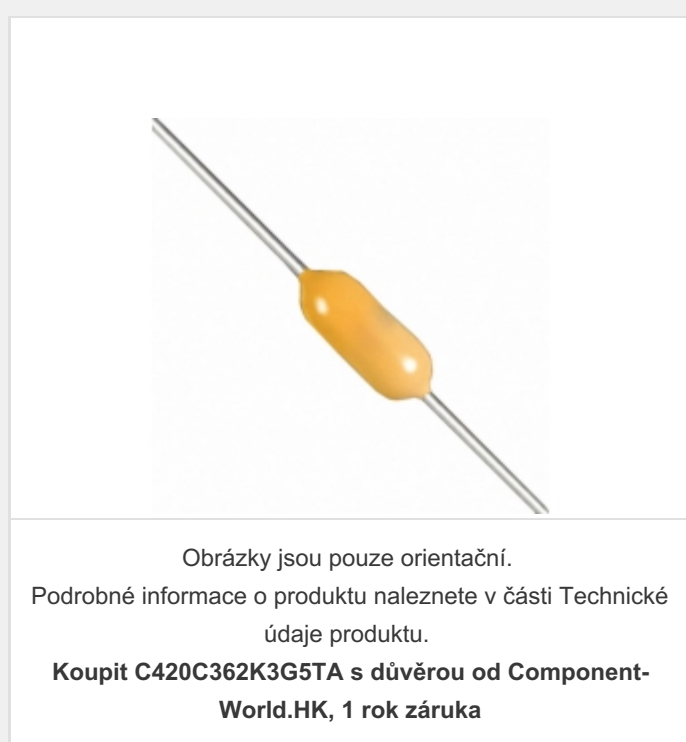 Obrázky jsou pouze orientační.
Podrobné informace o produktu naleznete v části Technické
údaje produktu.
Koupit C420C362K3G5TA s důvěrou od Component-
World.HK, 1 rok záruka